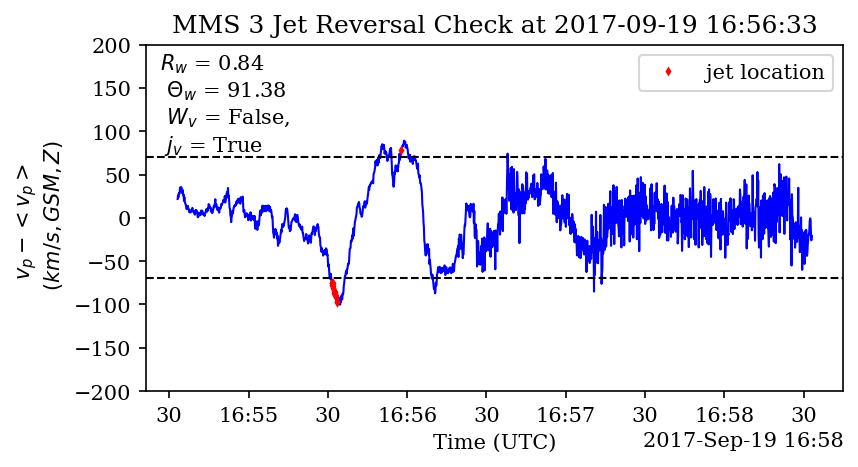 MMS 3 Jet Reversal Check at 2017-09-19 16:56:33
R_w = 0.84
Θ_w = 91.38
W_v = False,
j_v = True
jet location
v_p − < v_p >
(km/s, GSM, Z)
200
150
100
50
0
−50
−100
−150
−200
30 16:55 30 16:56 30 16:57 30 16:58 30
Time (UTC)
2017-Sep-19 16:58